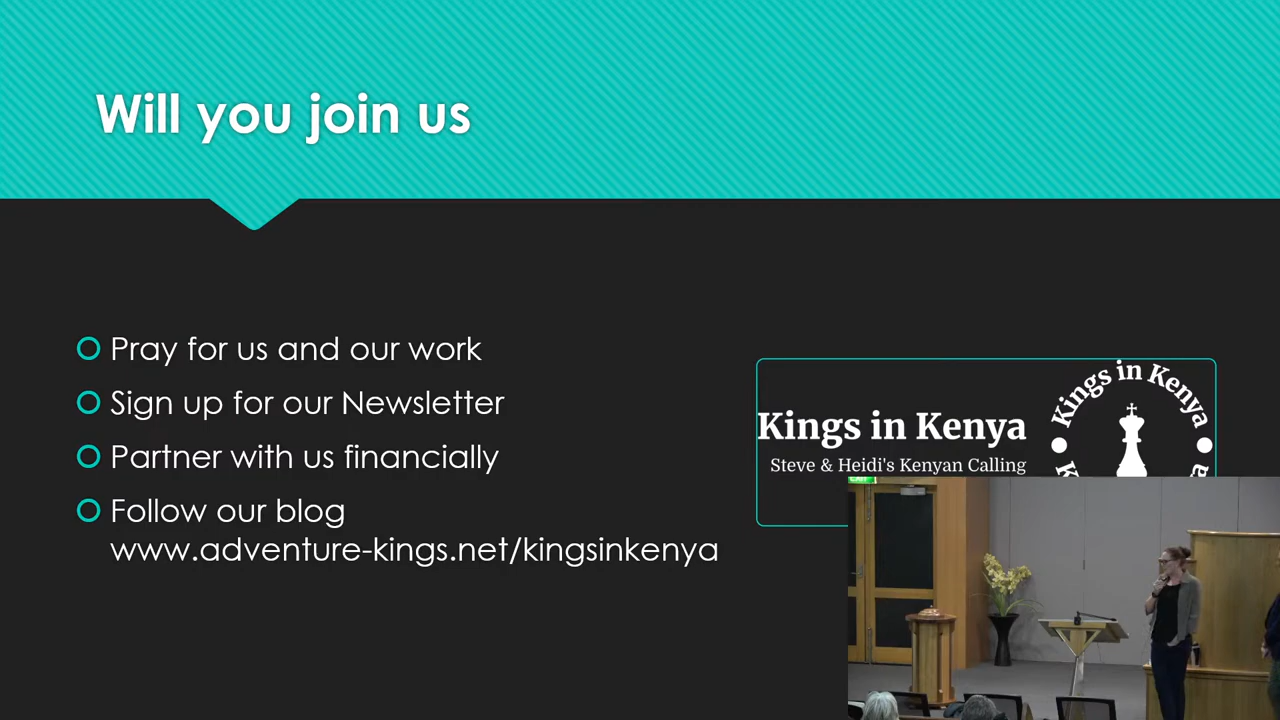 Will you join us
Pray for us and our work
Sign up for our Newsletter
Partner with us financially
Follow our blog
www.adventure-kings.net/kingsinkenya
Kings in Kenya
Steve & Heidi's Kenyan Calling
Kings in Kenya
EXIT